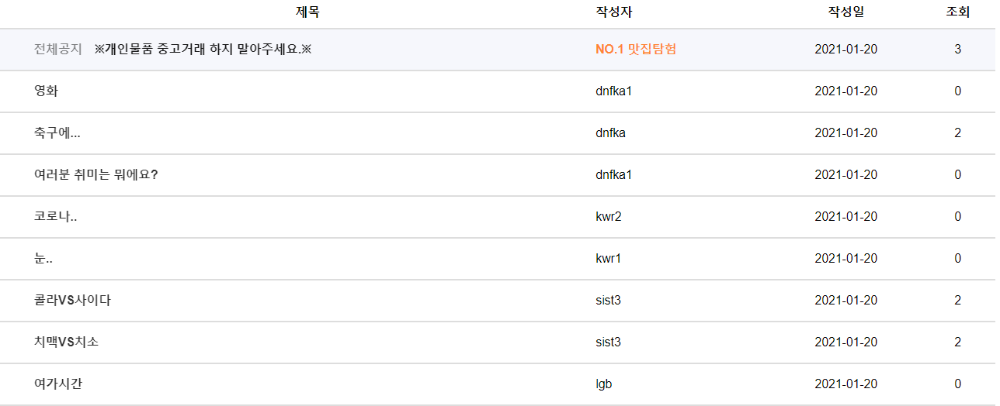 제목 작성자 작성일 조회
전체공지 ※개인물품 중고거래 하지 말아주세요.※ NO.1 맛집탐험 2021-01-20 3
영화 dnfka1 2021-01-20 0
축구에... dnfka 2021-01-20 2
여러분 취미는 뭐에요? dnfka1 2021-01-20 0
코로나.. kwr2 2021-01-20 0
눈.. kwr1 2021-01-20 0
콜라VS사이다 sist3 2021-01-20 2
치맥VS치소 sist3 2021-01-20 2
여가시간 lgb 2021-01-20 0